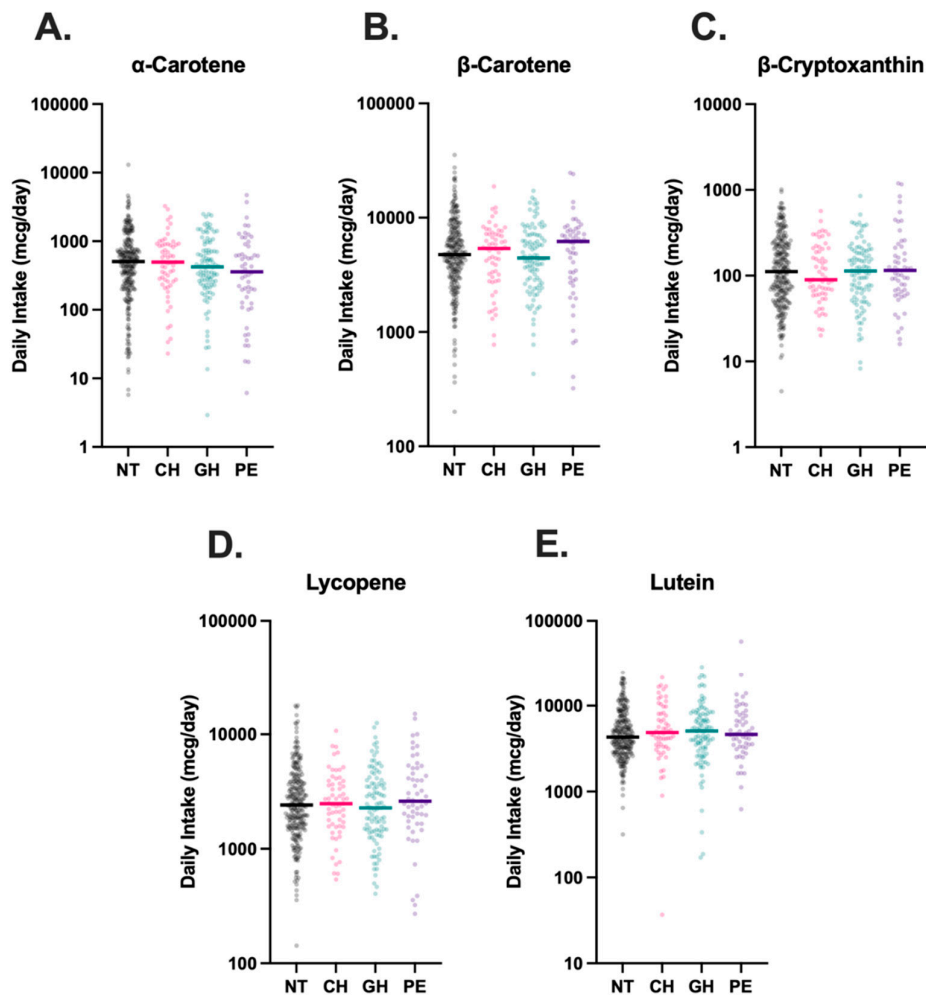 A.
α-Carotene
Daily Intake (mcg/day)
100000
10000
1000
100
10
1
NT CH GH PE
B.
β-Carotene
Daily Intake (mcg/day)
100000
10000
1000
100
NT CH GH PE
C.
β-Cryptoxanthin
Daily Intake (mcg/day)
10000
1000
100
10
1
NT CH GH PE
D.
Lycopene
Daily Intake (mcg/day)
100000
10000
1000
100
NT CH GH PE
E.
Lutein
Daily Intake (mcg/day)
100000
10000
1000
100
10
NT CH GH PE